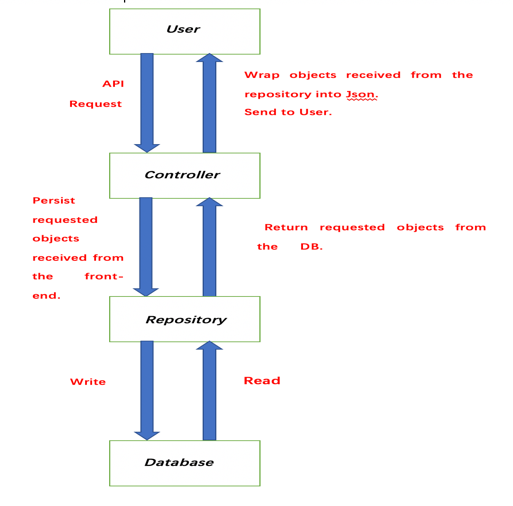 User
API
Request
Wrap objects received from the
repository into Json.
Send to User.
Controller
Persist
requested
objects
received from
the front-
end.
Return requested objects from
the DB.
Repository
Write
Read
Database